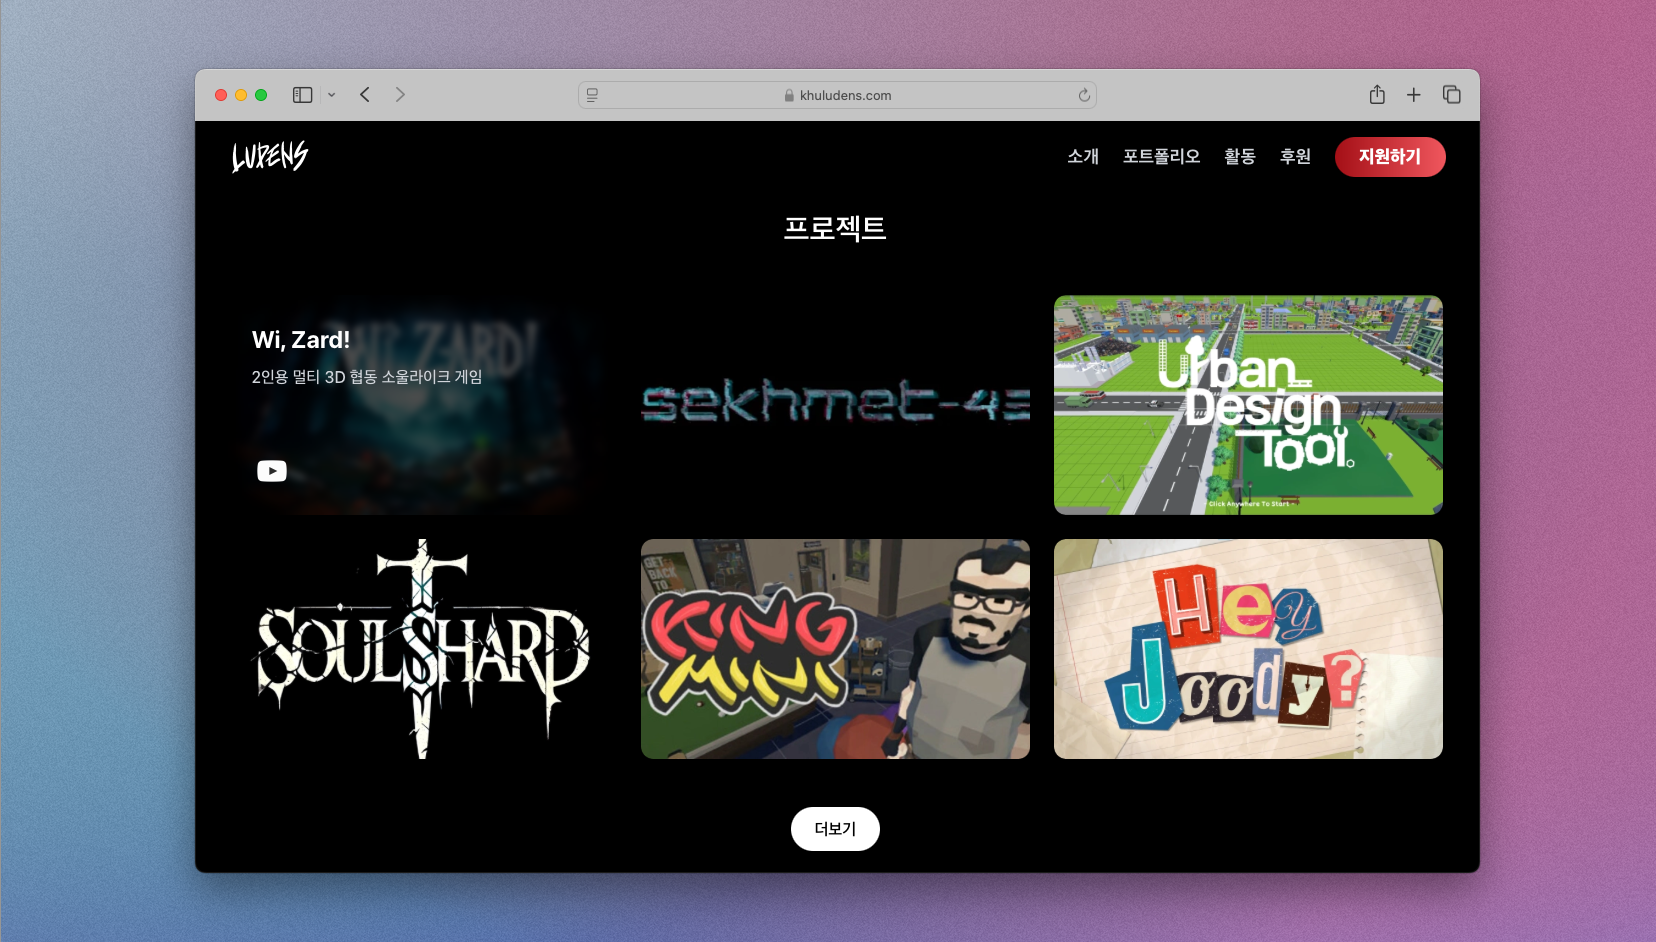 khuludens.com
LUDENS
소개 포트폴리오 활동 후원 지원하기
프로젝트
Wi, Zard!
2인용 멀티 3D 협동 소울라이크 게임
WI, ZARD!
sekhmet-4
Urban
Design
Tool
- Click Anywhere To Start -
SOULSHARD
GET
BACK
TO
KING
MINI
Hey
Joody?
더보기